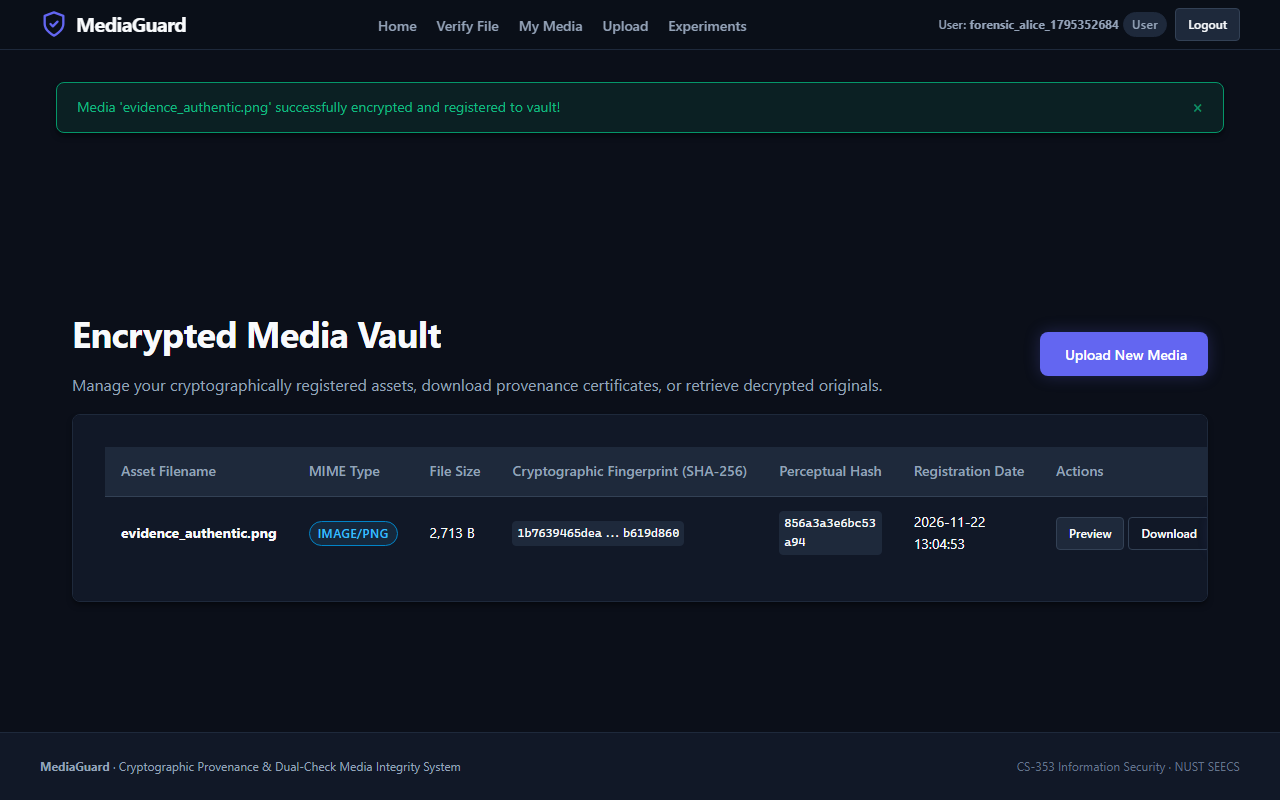 MediaGuard
Home
Verify File
My Media
Upload
Experiments
User: forensic_alice_1795352684
User
Logout
Media 'evidence_authentic.png' successfully encrypted and registered to vault!
×
Encrypted Media Vault
Upload New Media
Manage your cryptographically registered assets, download provenance certificates, or retrieve decrypted originals.
Asset Filename
MIME Type
File Size
Cryptographic Fingerprint (SHA-256)
Perceptual Hash
Registration Date
Actions
evidence_authentic.png
IMAGE/PNG
2,713 B
1b7639465dea ... b619d860
856a3a3e6bc53
a94
2026-11-22
13:04:53
Preview
Download
MediaGuard · Cryptographic Provenance & Dual-Check Media Integrity System
CS-353 Information Security · NUST SEECS